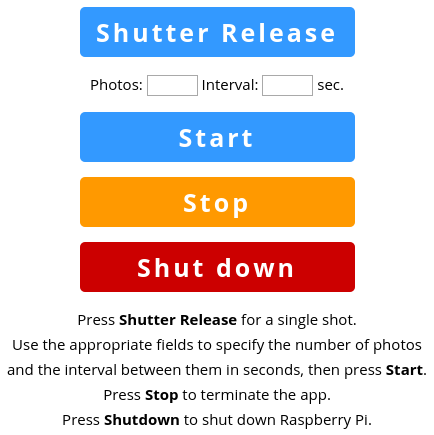 Shutter Release
Photos: Interval: sec.
Start
Stop
Shut down
Press Shutter Release for a single shot.
Use the appropriate fields to specify the number of photos
and the interval between them in seconds, then press Start.
Press Stop to terminate the app.
Press Shutdown to shut down Raspberry Pi.